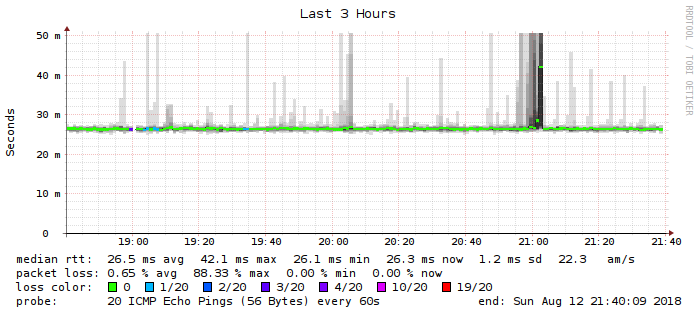 Last 3 Hours
RRDTOOL / TOBI OETIKER
Seconds
50 m
40 m
30 m
20 m
10 m
0
19:00 19:20 19:40 20:00 20:20 20:40 21:00 21:20 21:40
median rtt: 26.5 ms avg 42.1 ms max 26.1 ms min 26.3 ms now 1.2 ms sd 22.3 am/s
packet loss: 0.65 % avg 88.33 % max 0.00 % min 0.00 % now
loss color: 0 1/20 2/20 3/20 4/20 10/20 19/20
probe: 20 ICMP Echo Pings (56 Bytes) every 60s end: Sun Aug 12 21:40:09 2018